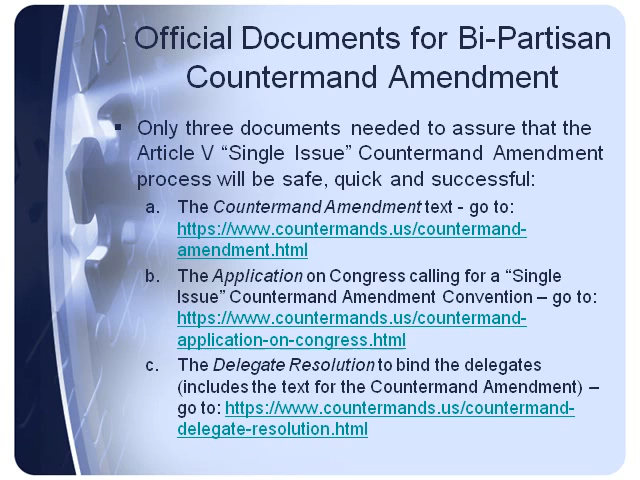 Official Documents for Bi-Partisan
Countermand Amendment
▪ Only three documents needed to assure that the
Article V “Single Issue” Countermand Amendment
process will be safe, quick and successful:
a. The Countermand Amendment text - go to:
https://www.countermands.us/countermand-
amendment.html
b. The Application on Congress calling for a “Single
Issue” Countermand Amendment Convention – go to:
https://www.countermands.us/countermand-
application-on-congress.html
c. The Delegate Resolution to bind the delegates
(includes the text for the Countermand Amendment) –
go to: https://www.countermands.us/countermand-
delegate-resolution.html